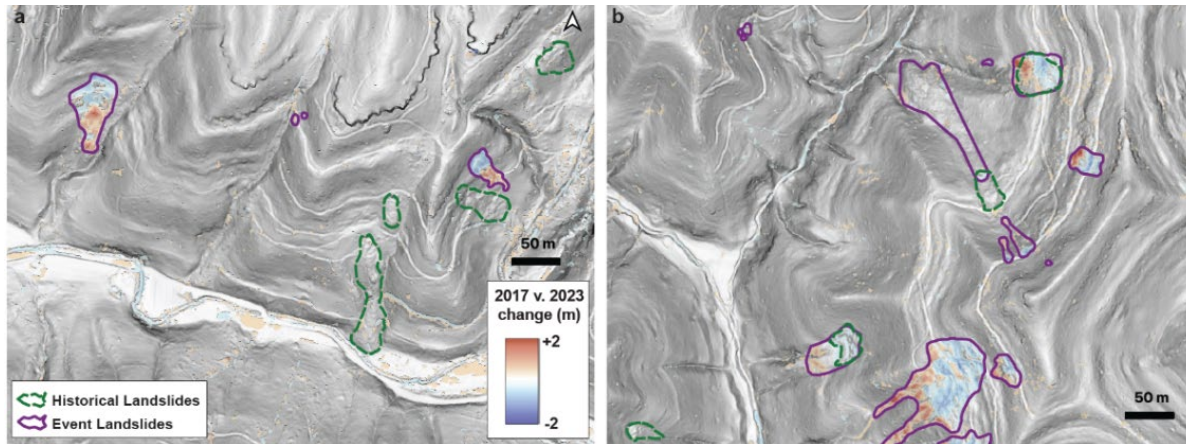 a
50 m
2017 v. 2023
change (m)
+2
-2
Historical Landslides
Event Landslides
b
50 m